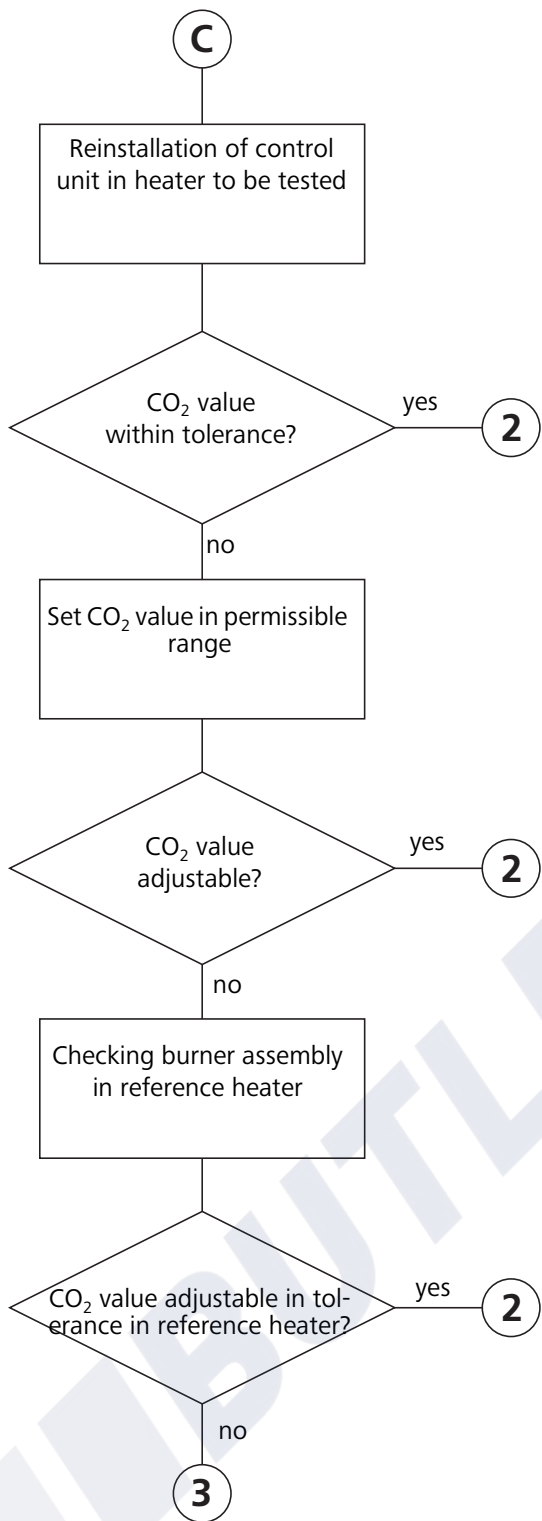 C
Reinstallation of control
unit in heater to be tested
CO₂ value
within tolerance?
yes
2
no
Set CO₂ value in permissible
range
CO₂ value
adjustable?
yes
2
no
Checking burner assembly
in reference heater
CO₂ value adjustable in tol-
erance in reference heater?
yes
2
no
3